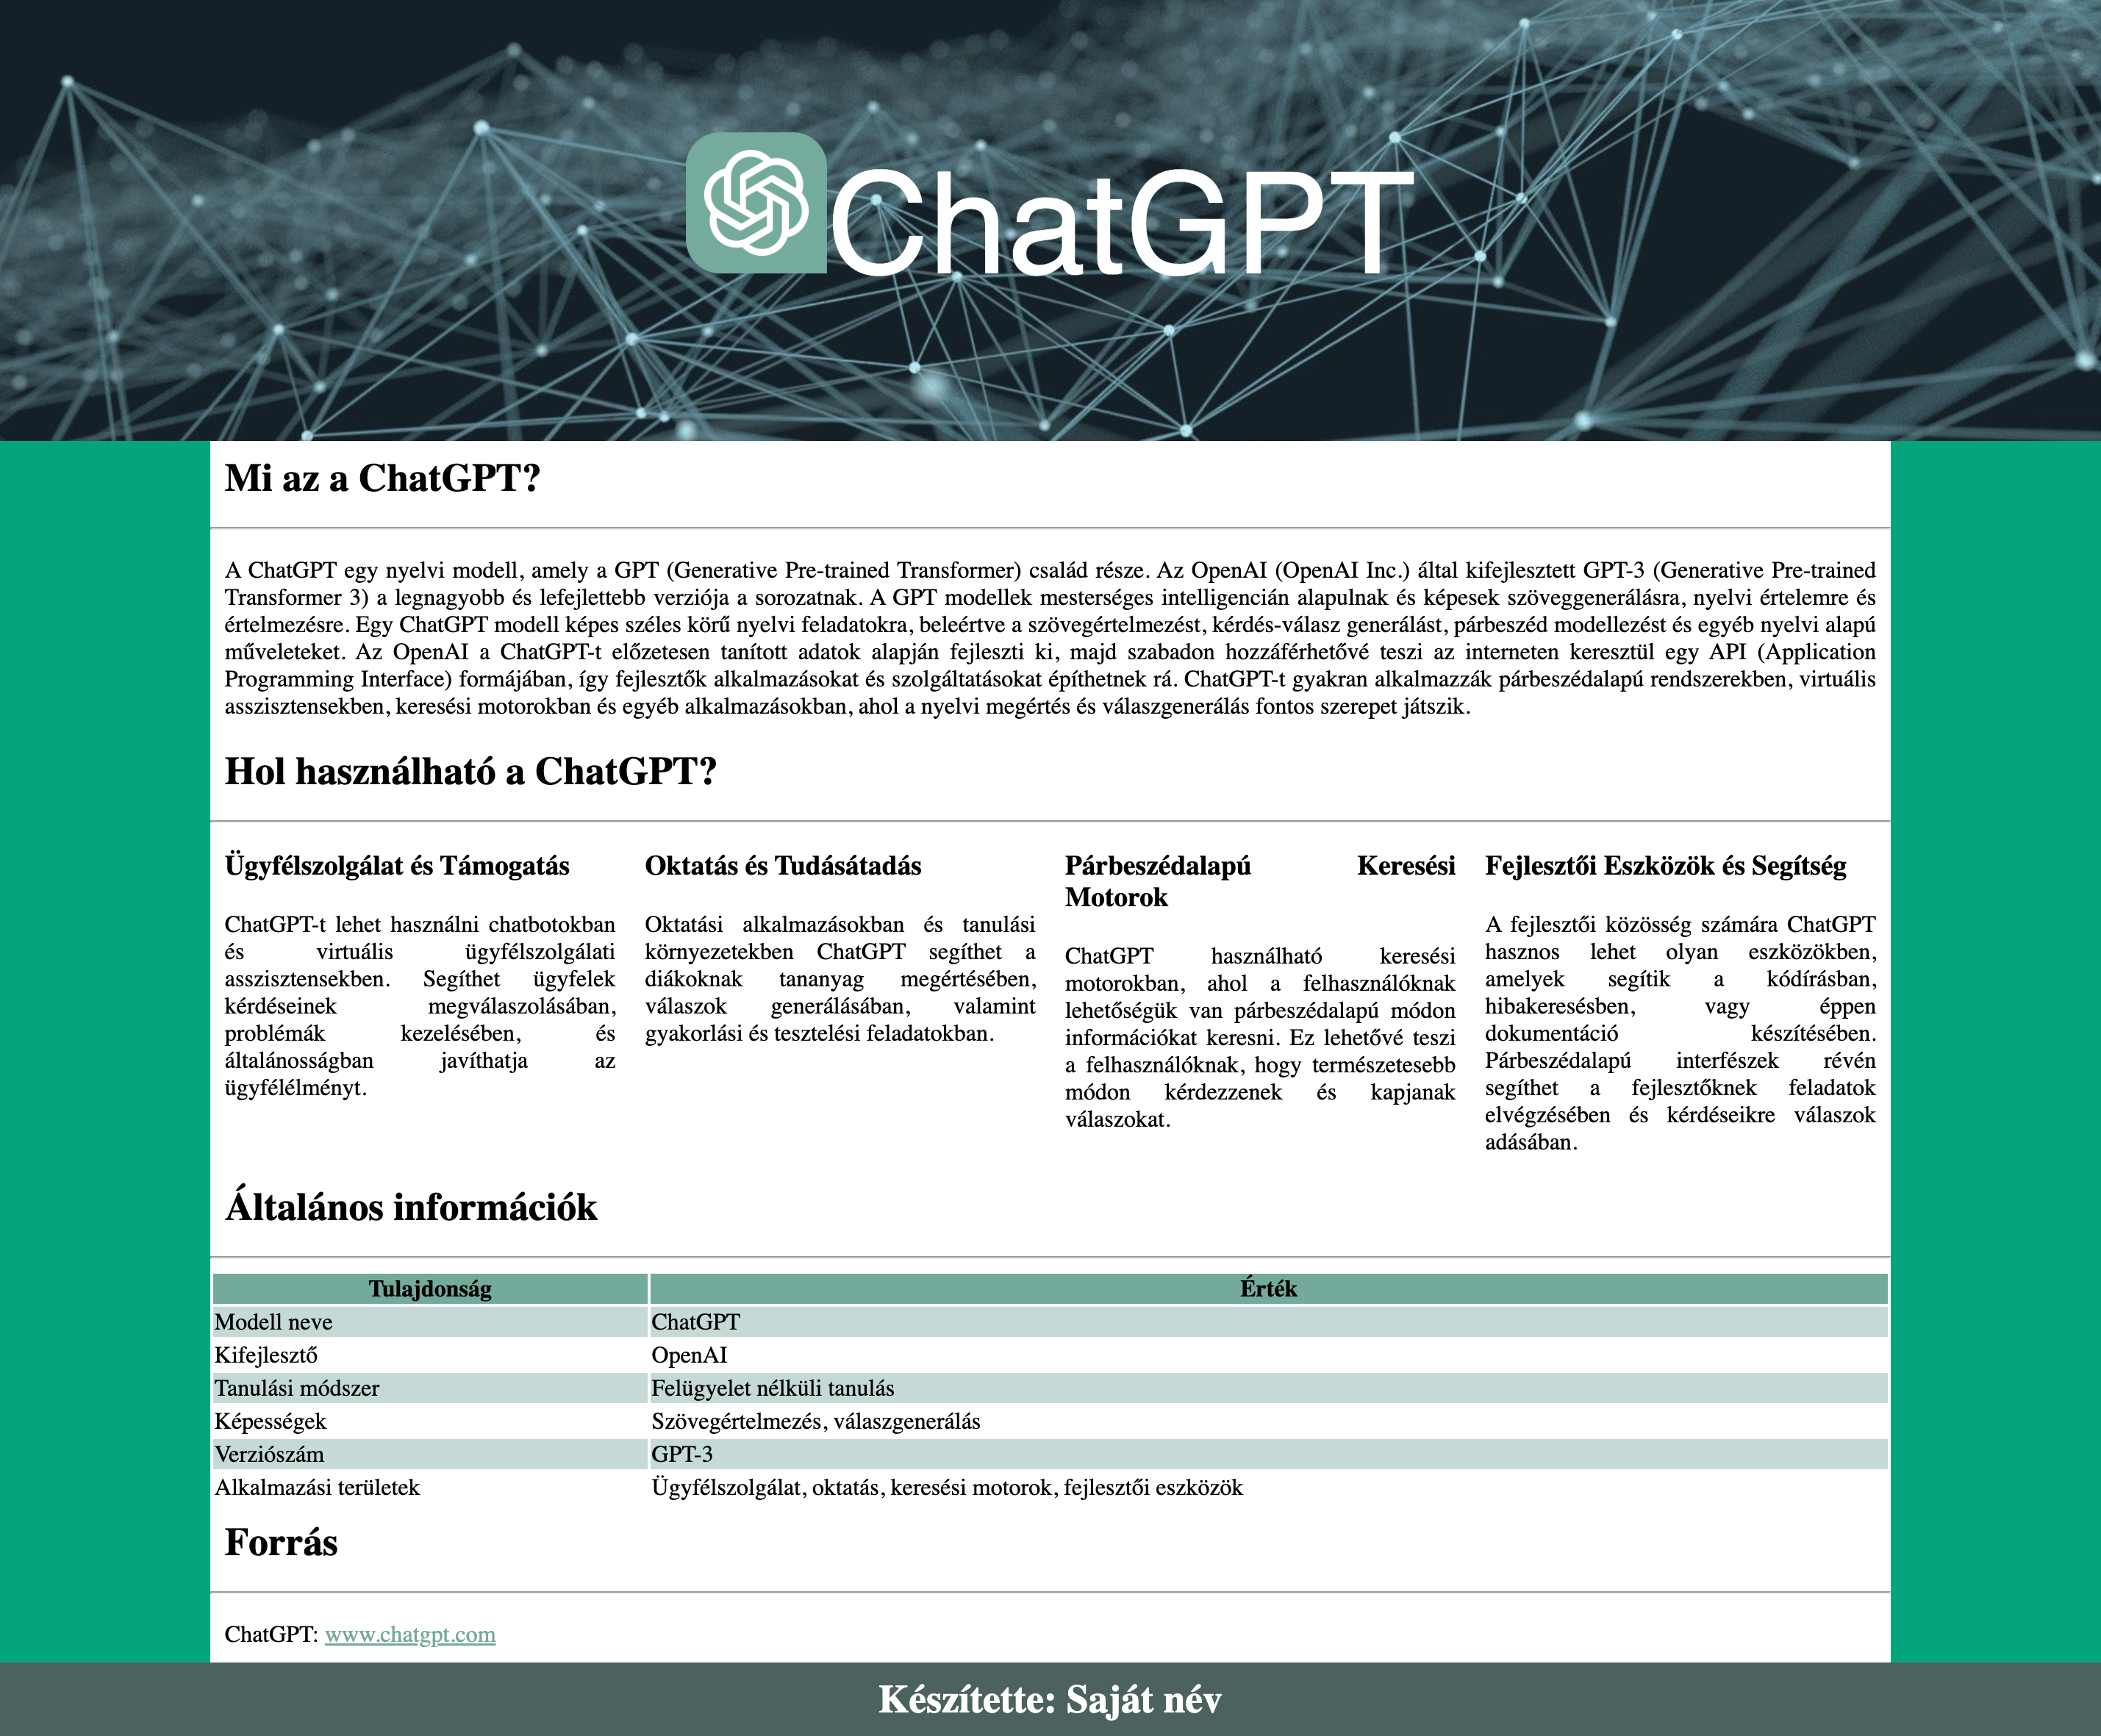 ChatGPT
Mi az a ChatGPT?
A ChatGPT egy nyelvi modell, amely a GPT (Generative Pre-trained Transformer) család része. Az OpenAI (OpenAI Inc.) által kifejlesztett GPT-3 (Generative Pre-trained
Transformer 3) a legnagyobb és lefejlettebb verziója a sorozatnak. A GPT modellek mesterséges intelligencián alapulnak és képesek szöveggenerálásra, nyelvi értelemre és
értelmezésre. Egy ChatGPT modell képes széles körű nyelvi feladatokra, beleértve a szövegértelmezést, kérdés-válasz generálást, párbeszéd modellezést és egyéb nyelvi alapú
műveleteket. Az OpenAI a ChatGPT-t előzetesen tanított adatok alapján fejleszti ki, majd szabadon hozzáférhetővé teszi az interneten keresztül egy API (Application
Programming Interface) formájában, így fejlesztők alkalmazásokat és szolgáltatásokat építhetnek rá. ChatGPT-t gyakran alkalmazzák párbeszédalapú rendszerekben, virtuális
asszisztensekben, keresési motorokban és egyéb alkalmazásokban, ahol a nyelvi megértés és válaszgenerálás fontos szerepet játszik.
Hol használható a ChatGPT?
Ügyfélszolgálat és Támogatás
ChatGPT-t lehet használni chatbotokban
és virtuális ügyfélszolgálati
asszisztensekben. Segíthet ügyfelek
kérdéseinek megválaszolásában,
problémák kezelésében, és
általánosságban javíthatja az
ügyfélélményt.
Oktatás és Tudásátadás
Oktatási alkalmazásokban és tanulási
környezetekben ChatGPT segíthet a
diákoknak tananyag megértésében,
válaszok generálásában, valamint
gyakorlási és tesztelési feladatokban.
Párbeszédalapú Keresési
Motorok
ChatGPT használható keresési
motorokban, ahol a felhasználóknak
lehetőségük van párbeszédalapú módon
információkat keresni. Ez lehetővé teszi
a felhasználóknak, hogy természetesebb
módon kérdezzenek és kapjanak
válaszokat.
Fejlesztői Eszközök és Segítség
A fejlesztői közösség számára ChatGPT
hasznos lehet olyan eszközökben,
amelyek segítik a kódírásban,
hibakeresésben, vagy éppen
dokumentáció készítésében.
Párbeszédalapú interfészek révén
segíthet a fejlesztőknek feladatok
elvégzésében és kérdéseikre válaszok
adásában.
Általános információk
Tulajdonság Érték
Modell neve ChatGPT
Kifejlesztő OpenAI
Tanulási módszer Felügyelet nélküli tanulás
Képességek Szövegértelmezés, válaszgenerálás
Verziószám GPT-3
Alkalmazási területek Ügyfélszolgálat, oktatás, keresési motorok, fejlesztői eszközök
Forrás
ChatGPT: www.chatgpt.com
Készítette: Saját név